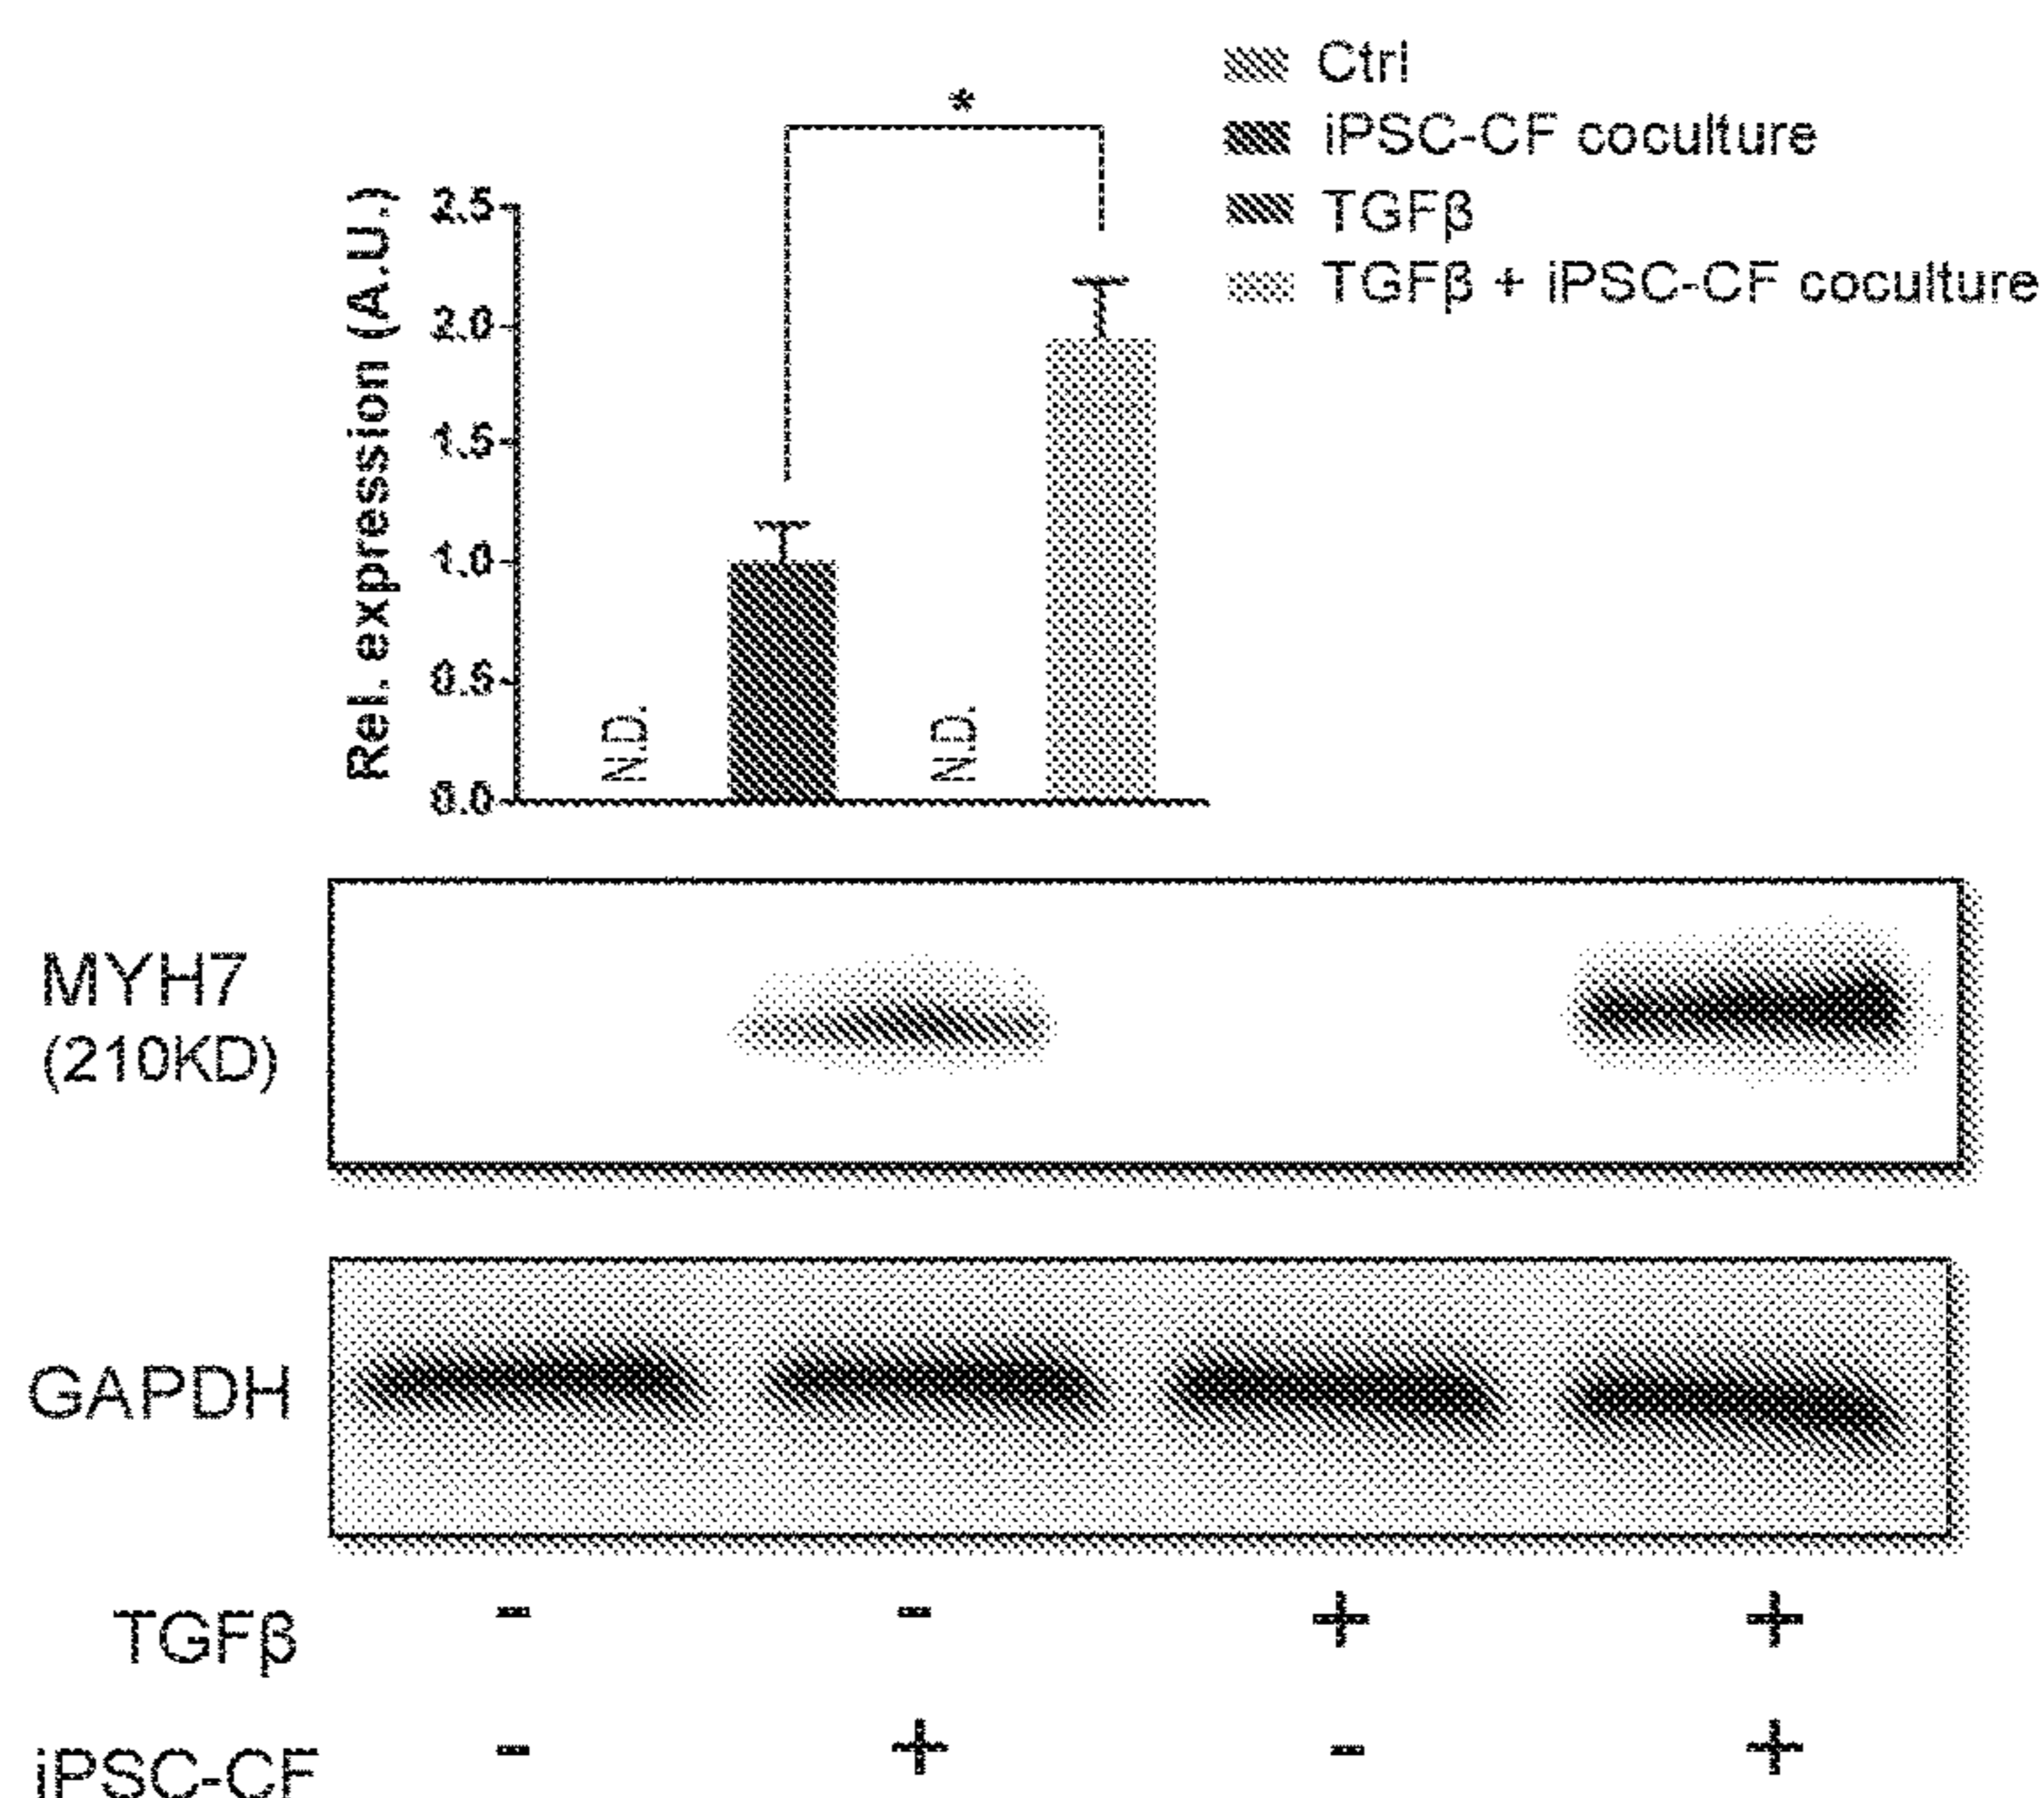 Ctrl
iPSC-CF coculture
TGFβ
TGFβ + iPSC-CF coculture
*
Rel. expression (A.U.)
2.5
2.0
1.5
1.0
0.5
0.0
N.D.
N.D.
MYH7
(210KD)
GAPDH
TGFβ - - + +
iPSC-CF - + - +